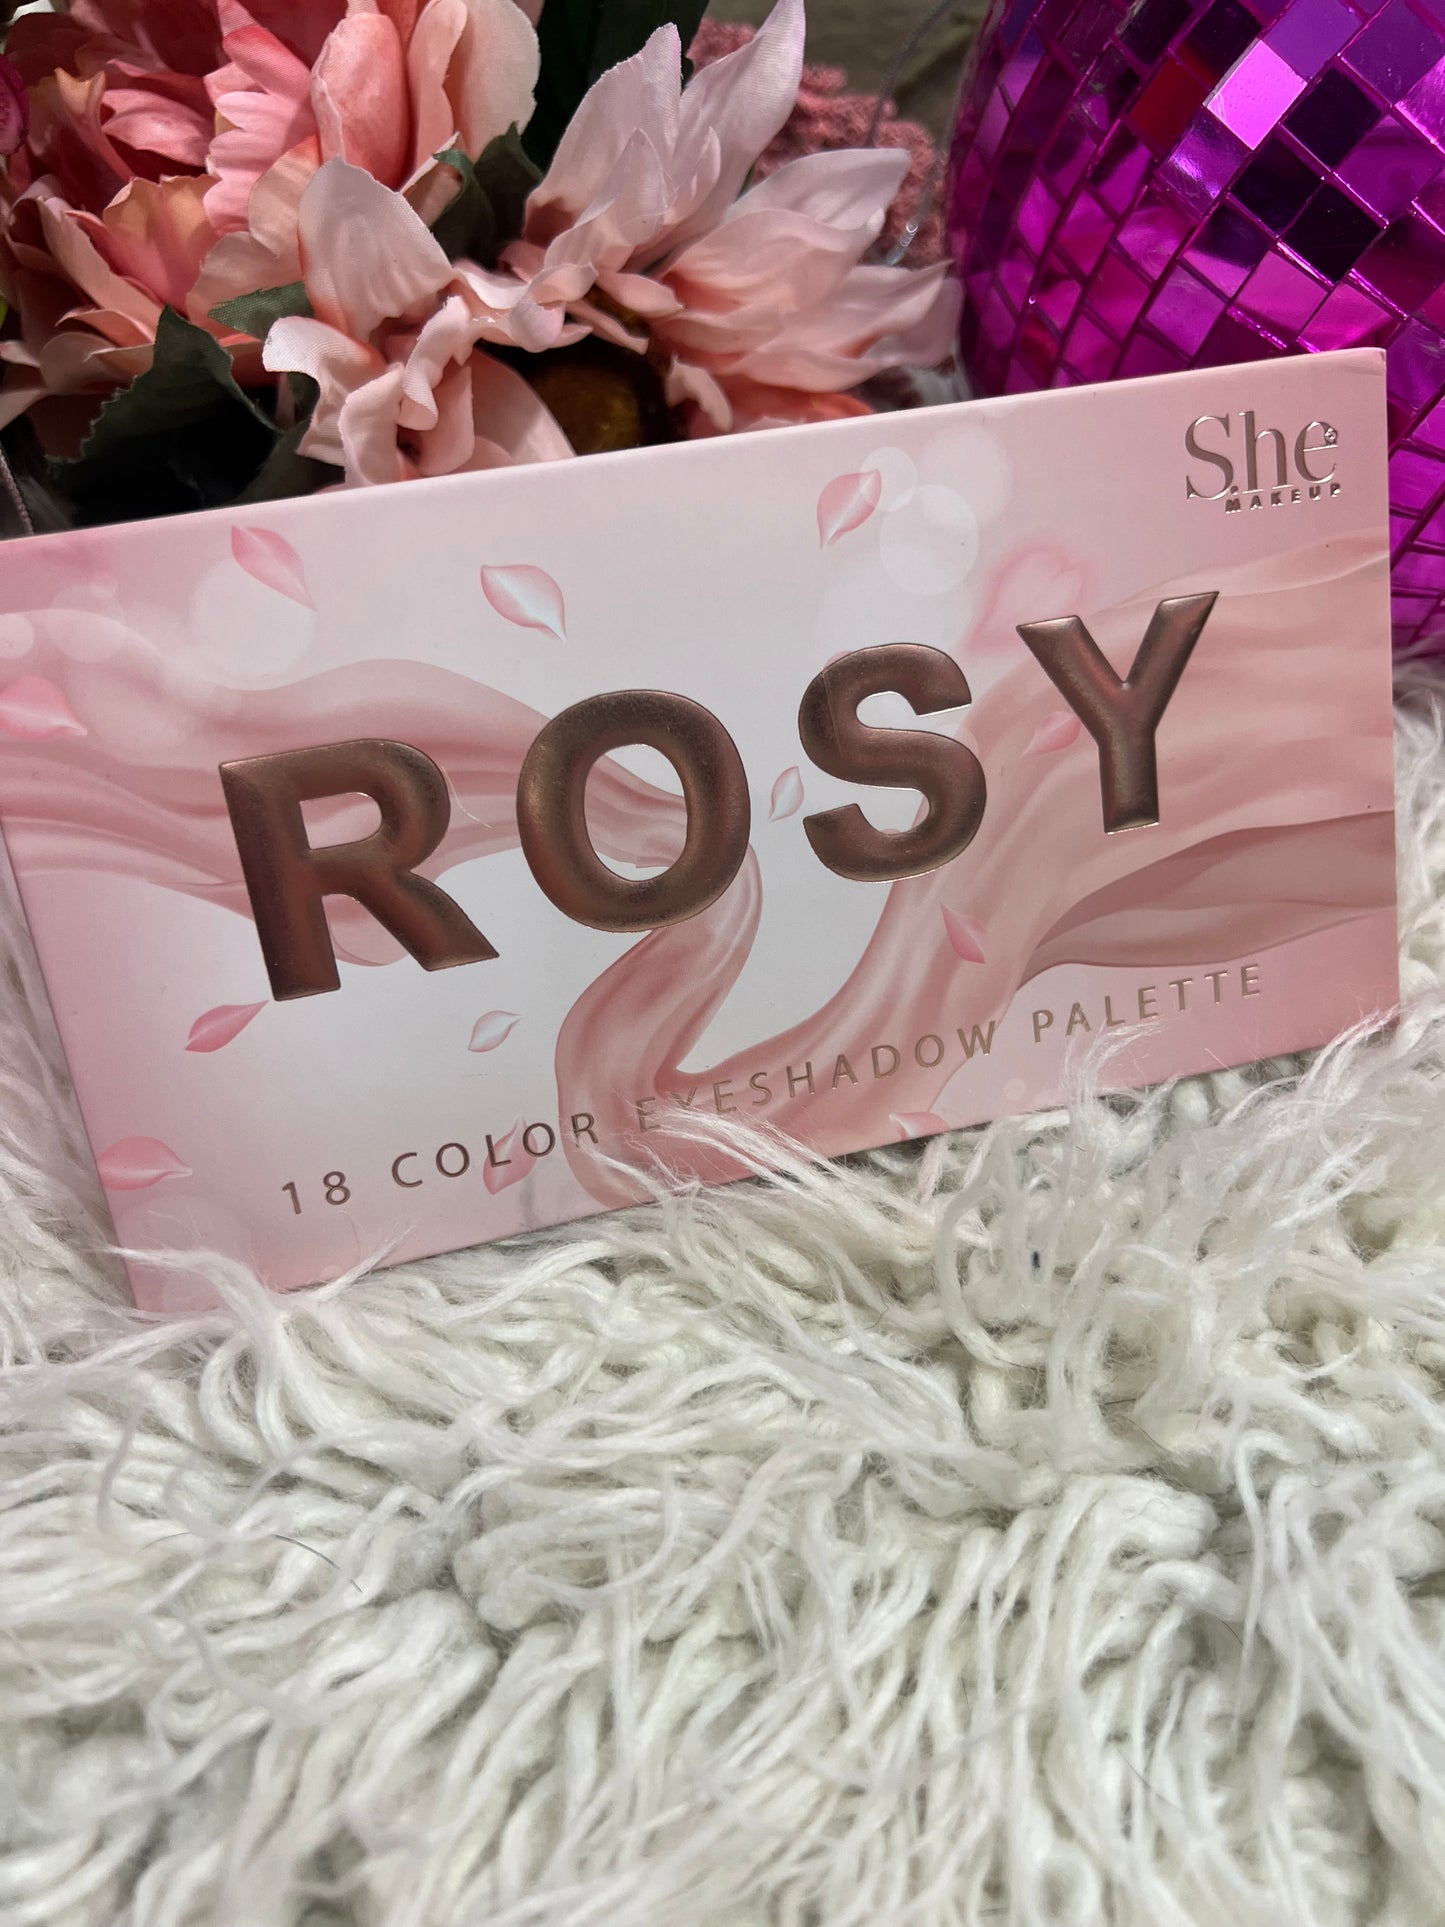 S.he
MAKEUP
ROSY
18 COLOR EYESHADOW PALETTE